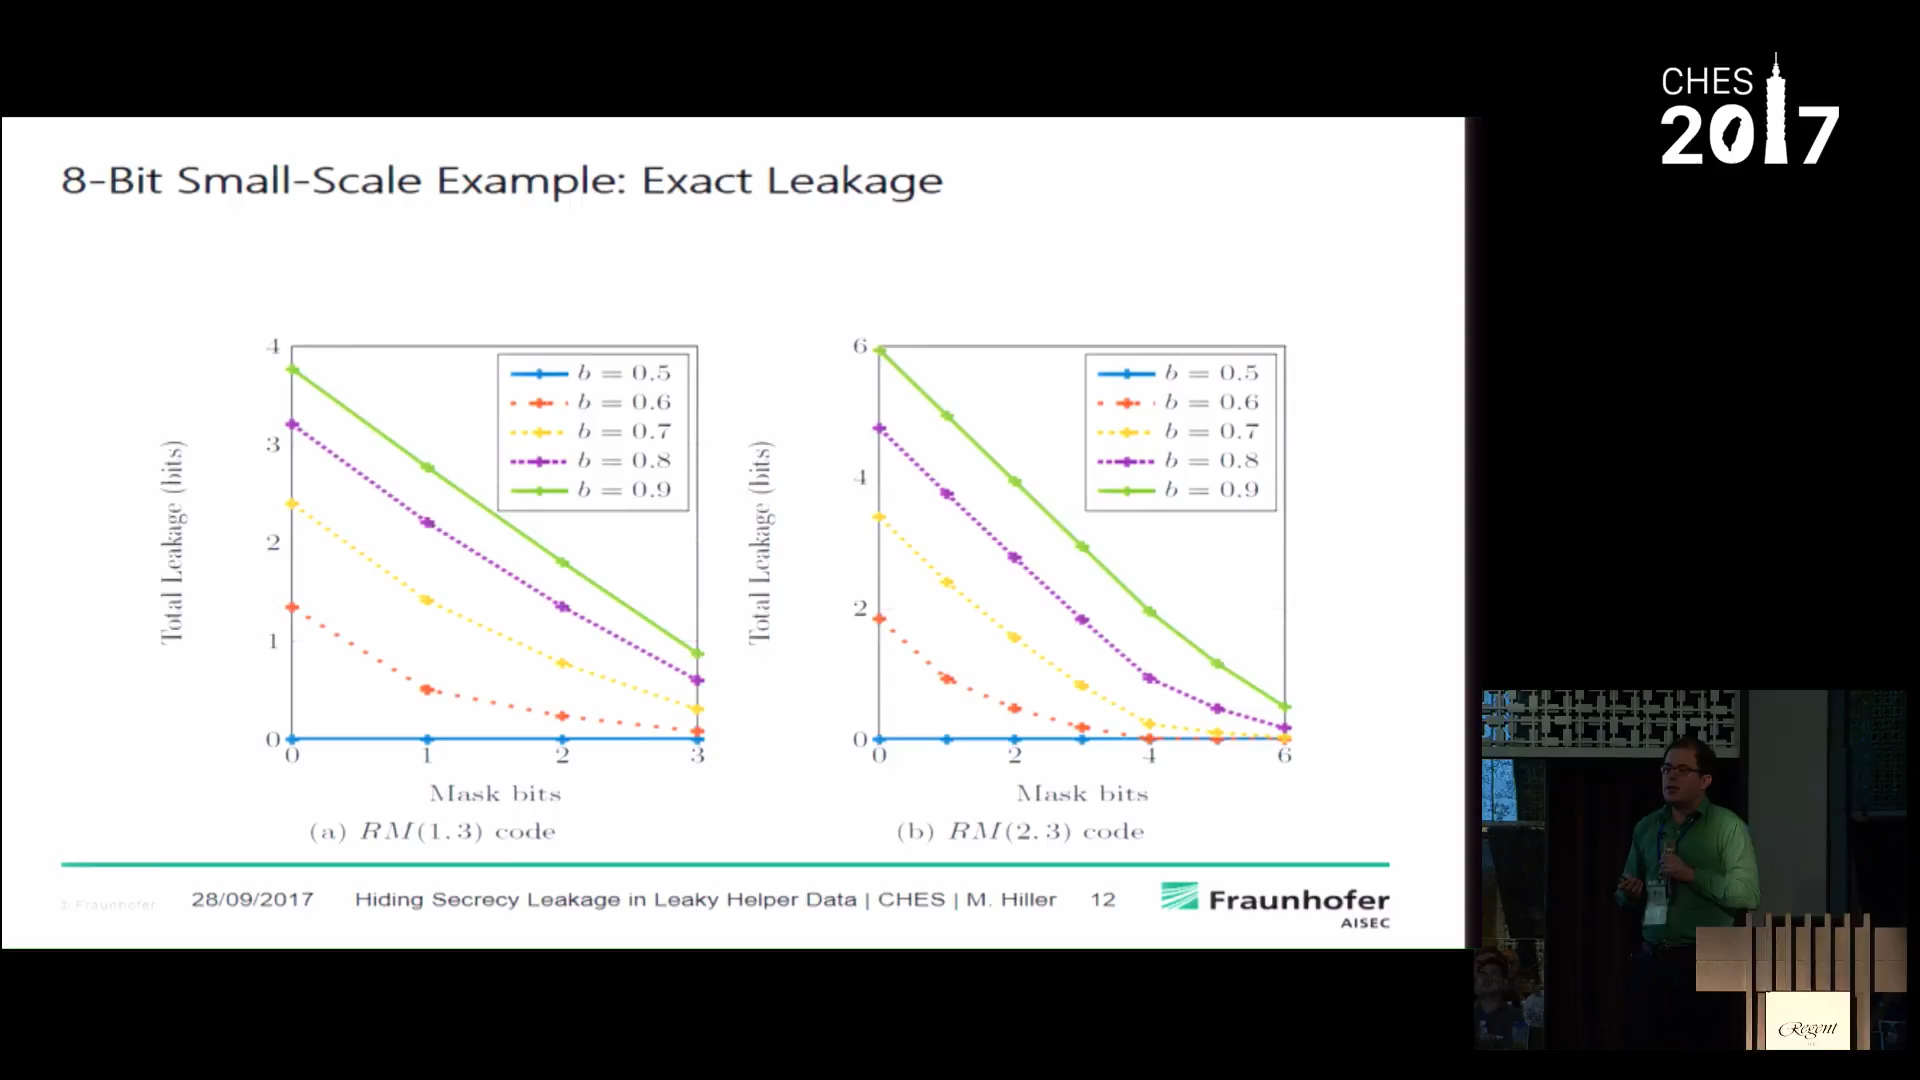 CHES
2017
8-Bit Small-Scale Example: Exact Leakage
4
3
2
1
0
0
1
2
3
Total Leakage (bits)
b = 0.5
b = 0.6
b = 0.7
b = 0.8
b = 0.9
Mask bits
(a) RM(1, 3) code
6
4
2
0
0
2
4
6
Total Leakage (bits)
b = 0.5
b = 0.6
b = 0.7
b = 0.8
b = 0.9
Mask bits
(b) RM(2, 3) code
© Fraunhofer
28/09/2017
Hiding Secrecy Leakage in Leaky Helper Data | CHES | M. Hiller
12
Fraunhofer
AISEC
Regent